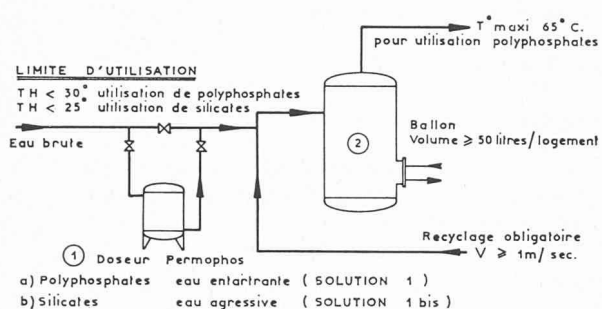 T° maxi 65° C.
pour utilisation polyphosphates
LIMITE D'UTILISATION
TH < 30° utilisation de polyphosphates
TH < 25° utilisation de silicates
Eau brute
Ballon
Volume ⩾ 50 litres/logement
2
Recyclage obligatoire
V ⩾ 1m/ sec.
1 Doseur Permophos
a) Polyphosphates eau entartrante ( SOLUTION 1 )
b) Silicates eau agressive ( SOLUTION 1 bis )